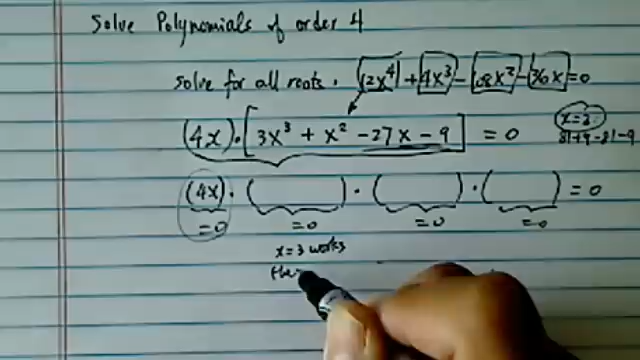 Solve Polynomials of order 4
Solve for all roots. 12x⁴ + 4x³ - 108x² - 36x = 0
(4x) · [3x³ + x² - 27x - 9] = 0
x=3
81+9-81-9
(4x) · ( ) · ( ) · ( ) = 0
=0 =0 =0 =0
x=3 works
the